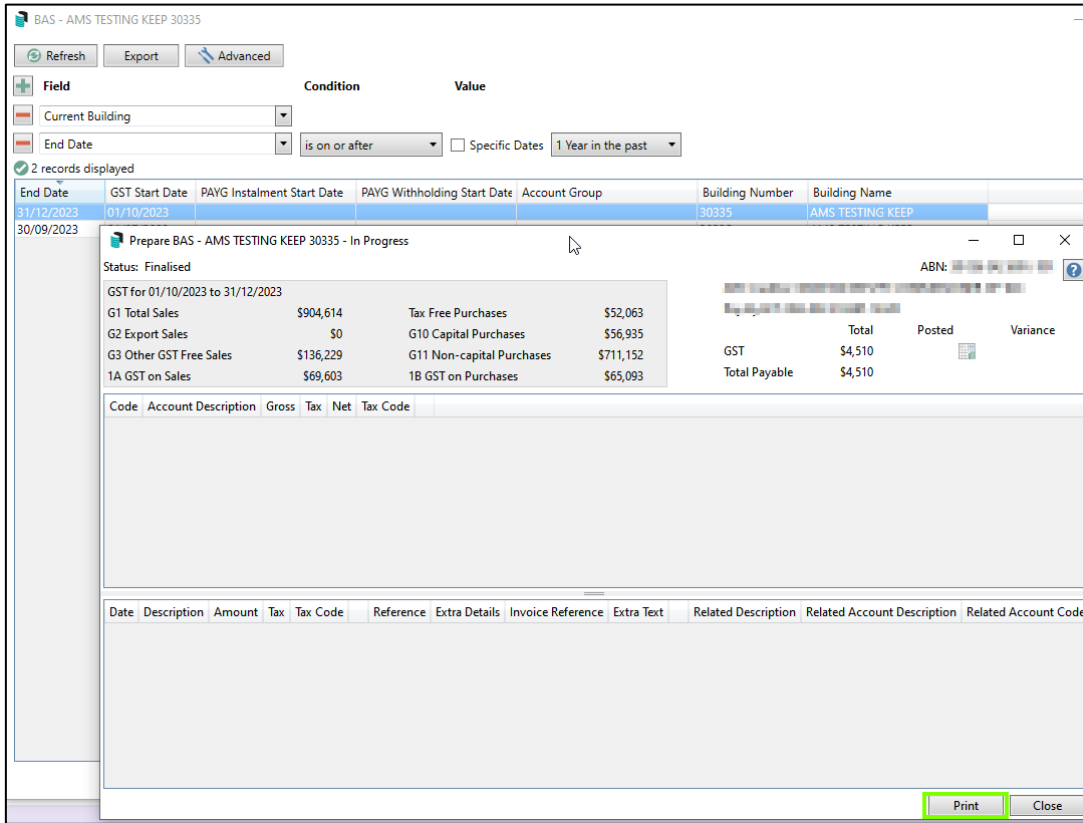 BAS - AMS TESTING KEEP 30335
Refresh Export Advanced
Field Condition Value
Current Building
End Date is on or after Specific Dates 1 Year in the past
2 records displayed
End Date GST Start Date PAYG Instalment Start Date PAYG Withholding Start Date Account Group Building Number Building Name
31/12/2023 01/10/2023 30335 AMS TESTING KEEP
30/09/2023
Prepare BAS - AMS TESTING KEEP 30335 - In Progress
Status: Finalised ABN:
GST for 01/10/2023 to 31/12/2023
G1 Total Sales $904,614 Tax Free Purchases $52,063
G2 Export Sales $0 G10 Capital Purchases $56,935
G3 Other GST Free Sales $136,229 G11 Non-capital Purchases $711,152
1A GST on Sales $69,603 1B GST on Purchases $65,093
Total Posted Variance
GST $4,510
Total Payable $4,510
Code Account Description Gross Tax Net Tax Code
Date Description Amount Tax Tax Code Reference Extra Details Invoice Reference Extra Text Related Description Related Account Description Related Account Code
Print Close